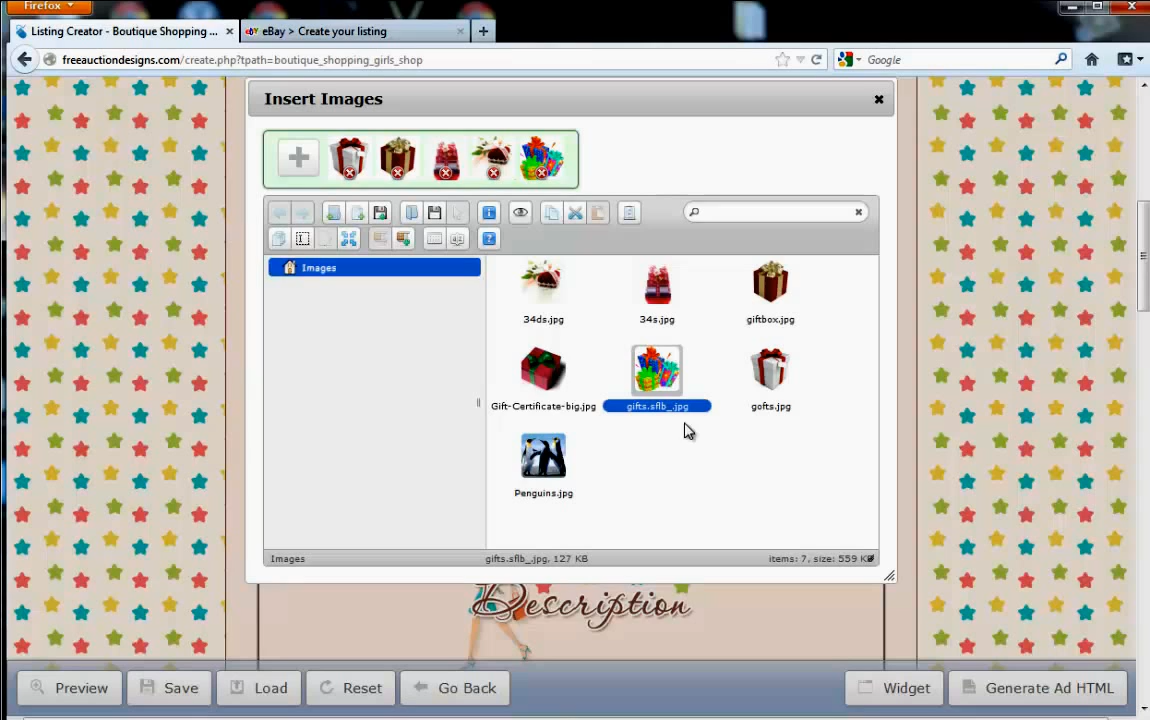 Firefox
Listing Creator - Boutique Shopping ...
eBay > Create your listing
freeauctiondesigns.com/create.php?tpath=boutique_shopping_girls_shop
Google
Insert Images
Images
34ds.jpg
34s.jpg
giftbox.jpg
Gift-Certificate-big.jpg
gifts.sflb_.jpg
gofts.jpg
Penguins.jpg
Images
gifts.sflb_.jpg, 127 KB
items: 7, size: 559 KB
Description
Preview
Save
Load
Reset
Go Back
Widget
Generate Ad HTML